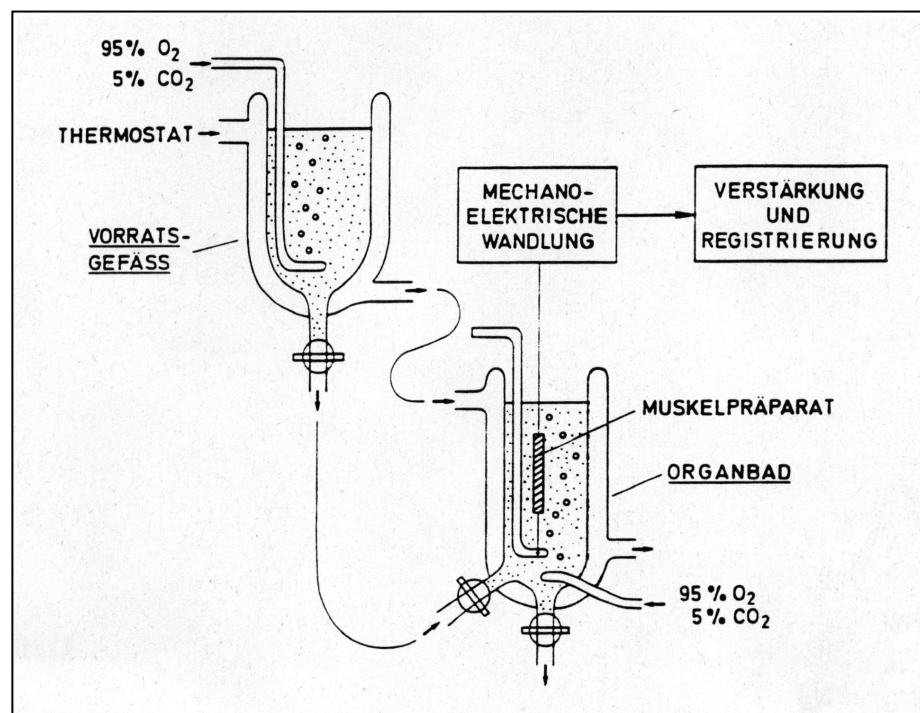 95% O₂
5% CO₂
THERMOSTAT
VORRATS-
GEFÄSS
MECHANO-
ELEKTRISCHE
WANDLUNG
VERSTÄRKUNG
UND
REGISTRIERUNG
MUSKELPRÄPARAT
ORGANBAD
95% O₂
5% CO₂